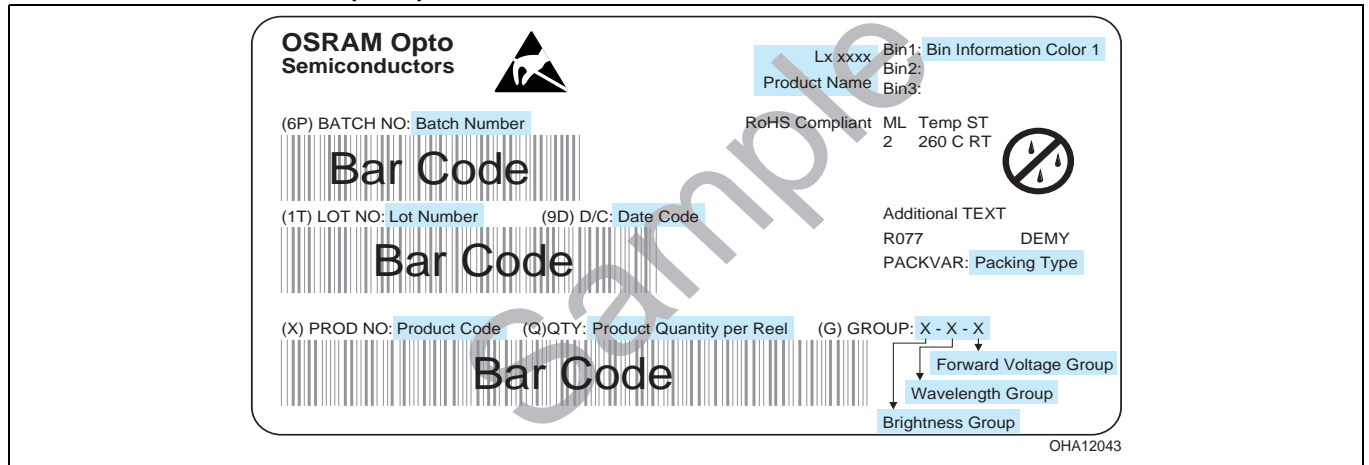 OSRAM Opto
Semiconductors
Lx xxxx
Product Name
Bin1: Bin Information Color 1
Bin2:
Bin3:
(6P) BATCH NO: Batch Number
Bar Code
RoHS Compliant
ML Temp ST
2 260 C RT
(1T) LOT NO: Lot Number (9D) D/C: Date Code
Bar Code
Additional TEXT
R077 DEMY
PACKVAR: Packing Type
(X) PROD NO: Product Code (Q)QTY: Product Quantity per Reel (G) GROUP: X - X - X
Bar Code
Forward Voltage Group
Wavelength Group
Brightness Group
Sample
OHA12043